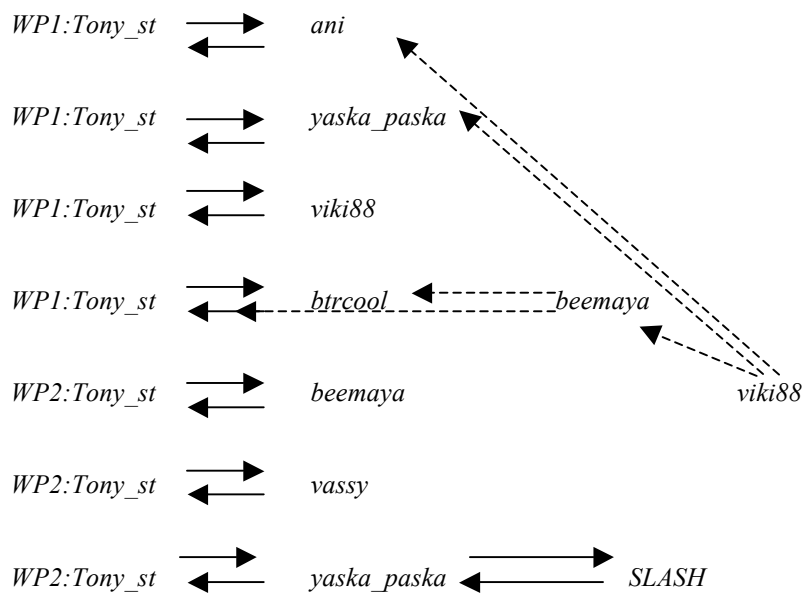 WP1:Tony_st ani
WP1:Tony_st yaska_paska
WP1:Tony_st viki88
WP1:Tony_st btrcool beemaya
WP2:Tony_st beemaya viki88
WP2:Tony_st vassy
WP2:Tony_st yaska_paska SLASH